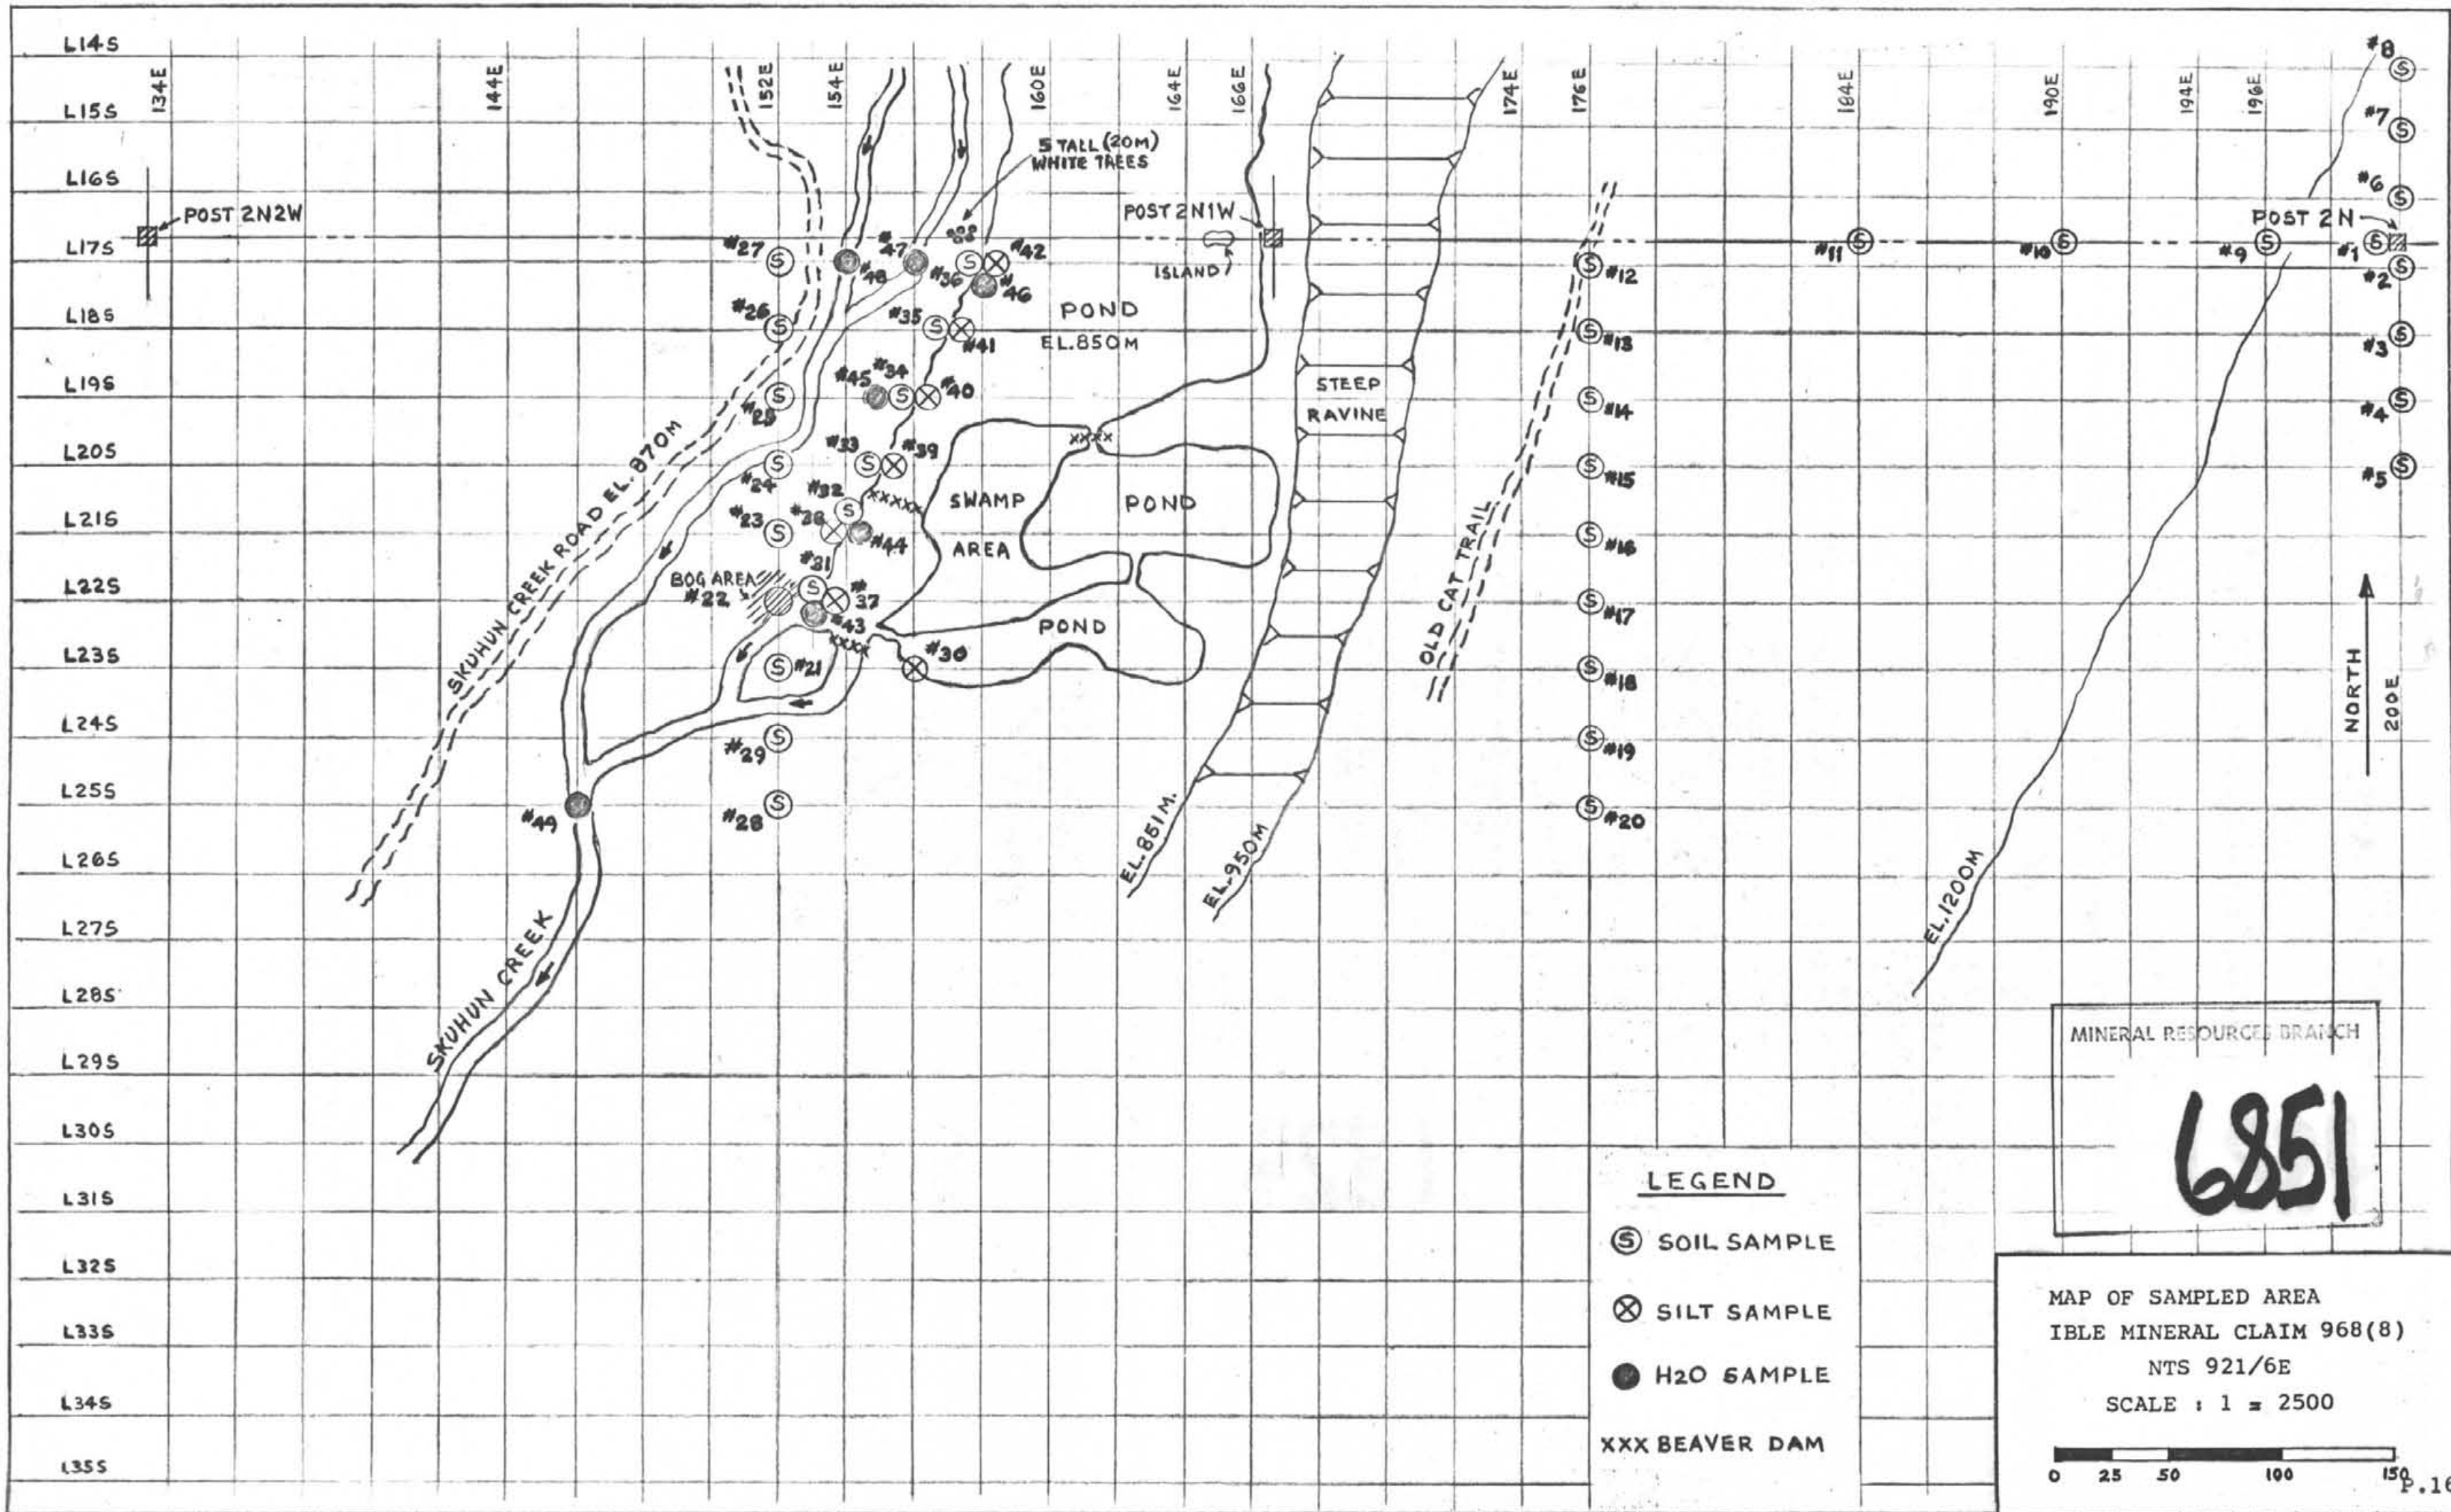 L14S
L15S
L16S
L17S
L18S
L19S
L20S
L21S
L22S
L23S
L24S
L25S
L26S
L27S
L28S
L29S
L30S
L31S
L32S
L33S
L34S
L35S
134E
144E
152E
154E
160E
164E
166E
174E
176E
184E
190E
194E
196E
200E
POST 2N2W
5 TALL (20M)
WHITE TREES
POST 2N1W
ISLAND
POST 2N
#8
#7
#6
#1
#2
#3
#4
#5
#9
#10
#11
#12
#13
#14
#15
#16
#17
#18
#19
#20
#27
#48
#47
#36
#42
#46
#26
#35
#41
#25
#45
#34
#40
#24
#33
#39
#23
#32
#38
#44
#31
BOG AREA
#22
#37
#43
#21
#30
#29
#28
#49
POND
EL.850M
STEEP
RAVINE
SWAMP
AREA
POND
POND
SKUHUN CREEK ROAD EL.870M
SKUHUN CREEK
OLD CAT TRAIL
EL.851M.
EL.950M
EL.1200M
NORTH
XXXX
XXXXX
XXXX
LEGEND
S SOIL SAMPLE
SILT SAMPLE
H2O SAMPLE
XXX BEAVER DAM
MINERAL RESOURCES BRANCH
6851
MAP OF SAMPLED AREA
IBLE MINERAL CLAIM 968(8)
NTS 921/6E
SCALE : 1 = 2500
0 25 50 100 150
P.16